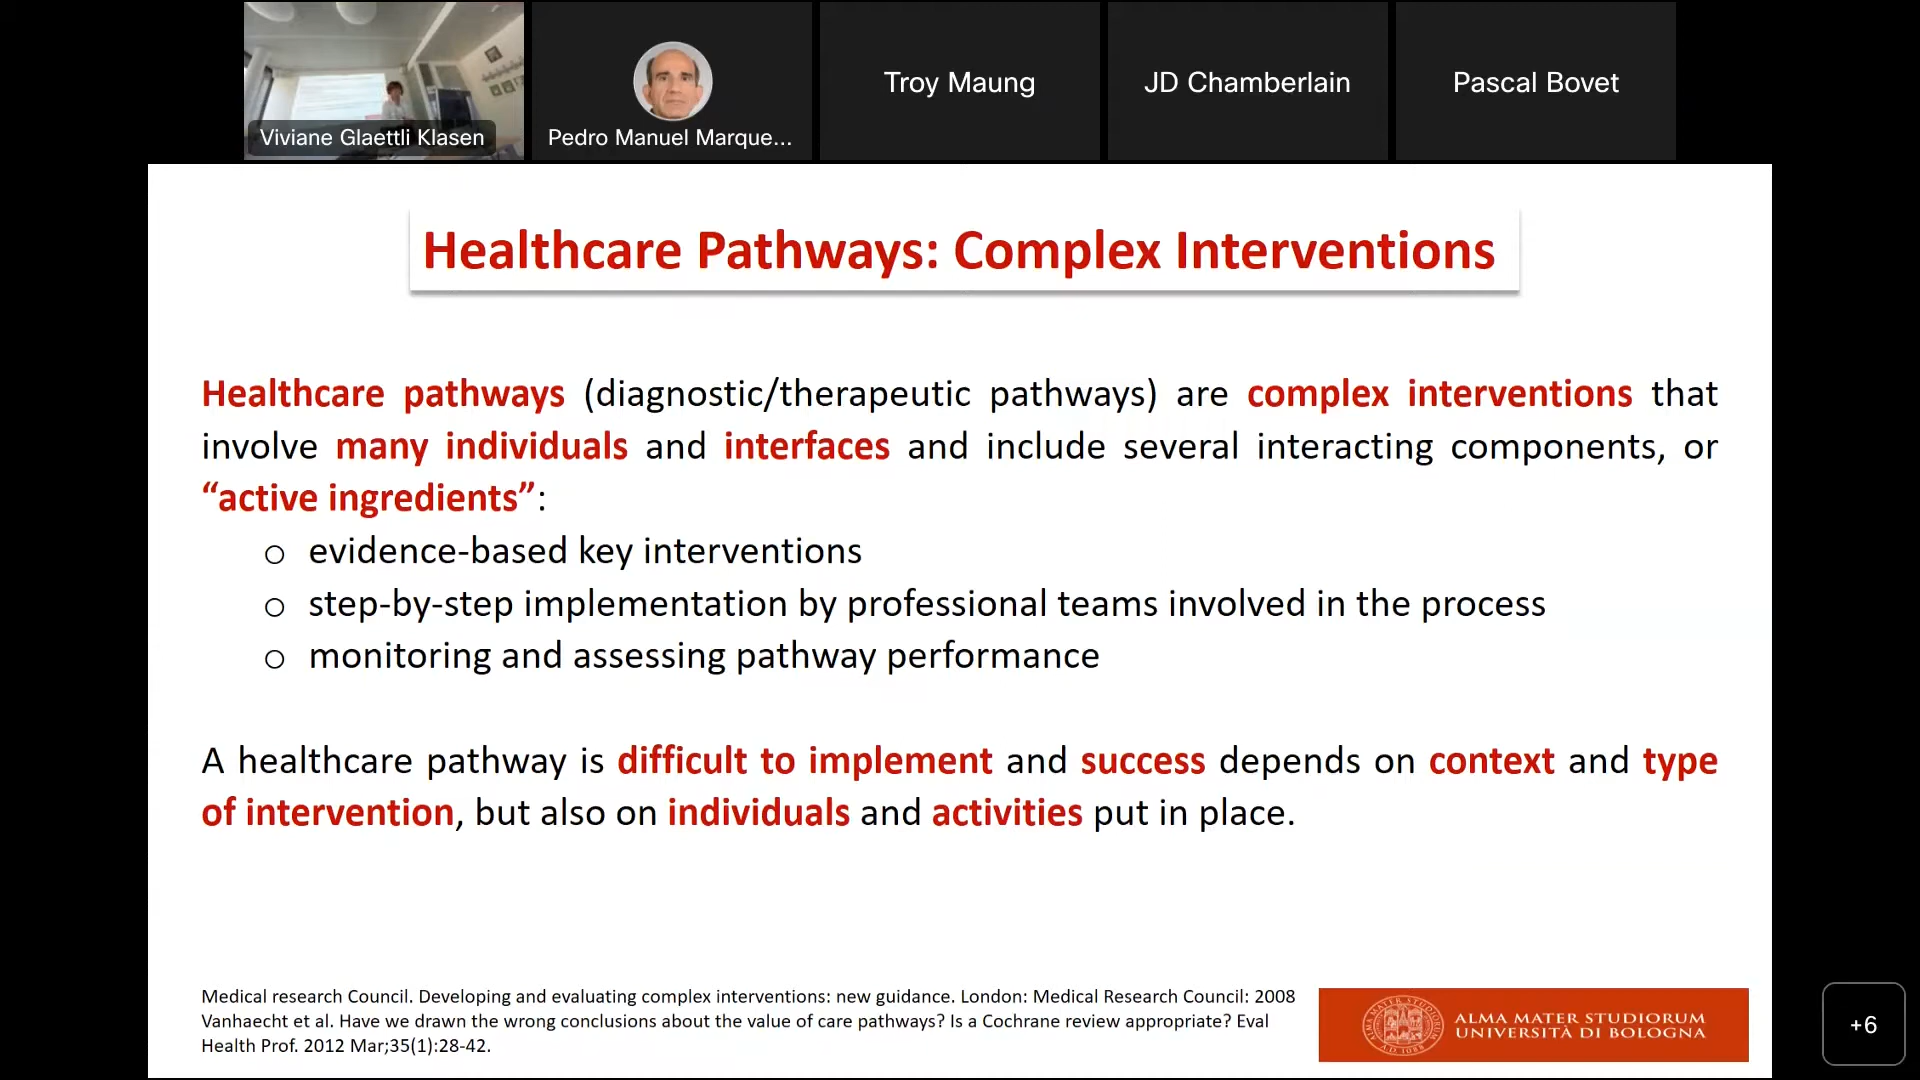 Viviane Glaettli Klasen
Pedro Manuel Marque...
Troy Maung
JD Chamberlain
Pascal Bovet
Healthcare Pathways: Complex Interventions
Healthcare pathways (diagnostic/therapeutic pathways) are complex interventions that
involve many individuals and interfaces and include several interacting components, or
“active ingredients”:
o evidence-based key interventions
o step-by-step implementation by professional teams involved in the process
o monitoring and assessing pathway performance
A healthcare pathway is difficult to implement and success depends on context and type
of intervention, but also on individuals and activities put in place.
Medical research Council. Developing and evaluating complex interventions: new guidance. London: Medical Research Council: 2008
Vanhaecht et al. Have we drawn the wrong conclusions about the value of care pathways? Is a Cochrane review appropriate? Eval
Health Prof. 2012 Mar;35(1):28-42.
ALMA MATER STUDIORUM
UNIVERSITÀ DI BOLOGNA
+6